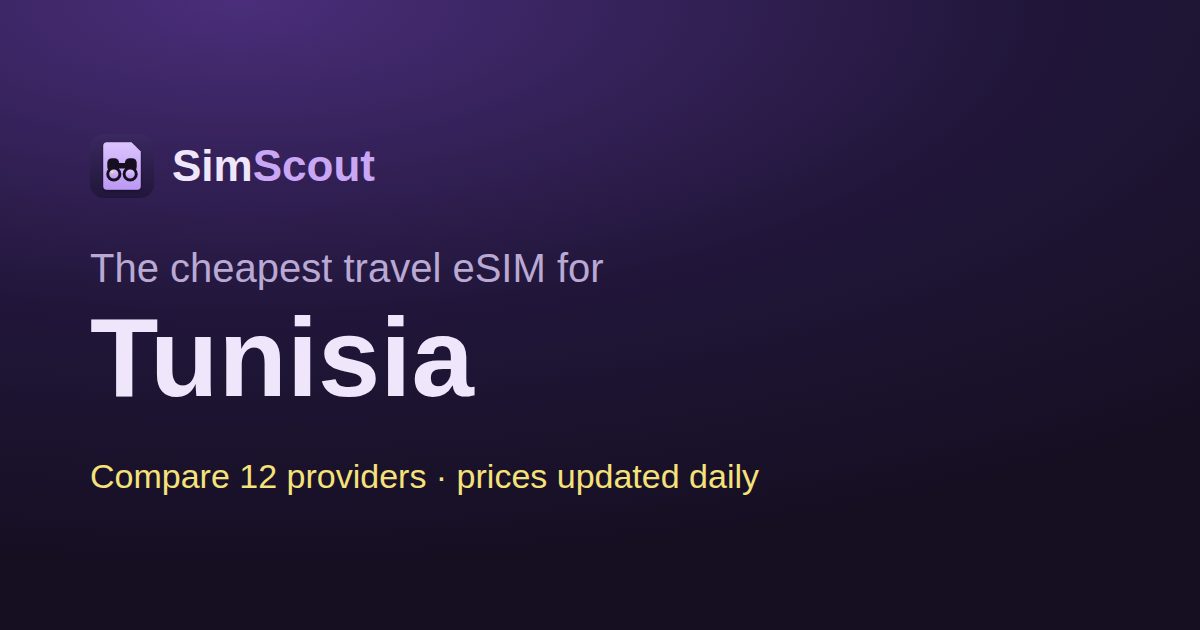 SimScout
The cheapest travel eSIM for
Tunisia
Compare 12 providers · prices updated daily